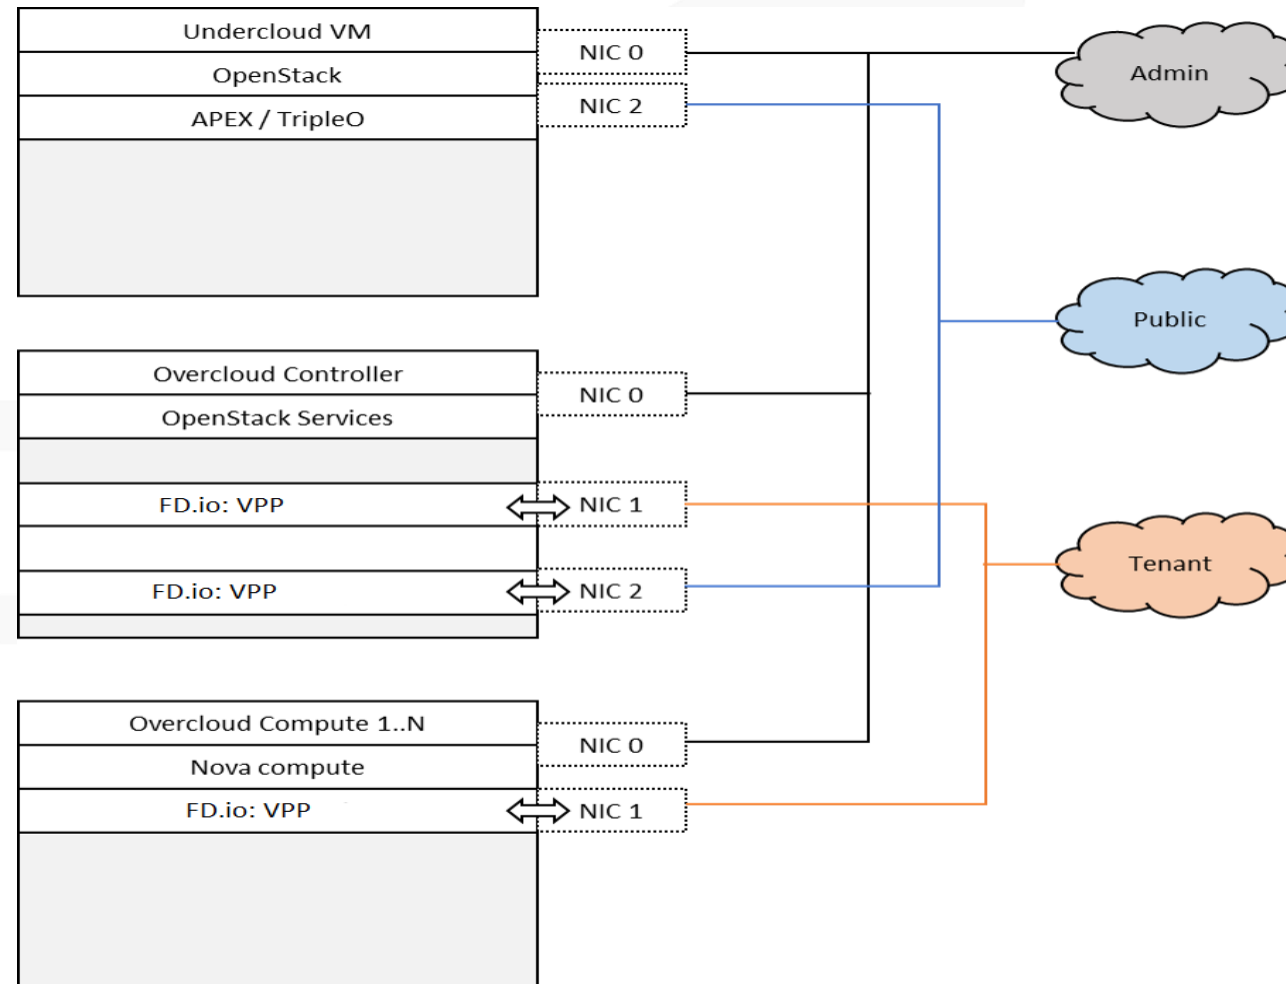 Undercloud VM
NIC 0
OpenStack
NIC 2
APEX / TripleO
Admin
Public
Overcloud Controller
NIC 0
OpenStack Services
FD.io: VPP
NIC 1
FD.io: VPP
NIC 2
Tenant
Overcloud Compute 1..N
NIC 0
Nova compute
FD.io: VPP
NIC 1